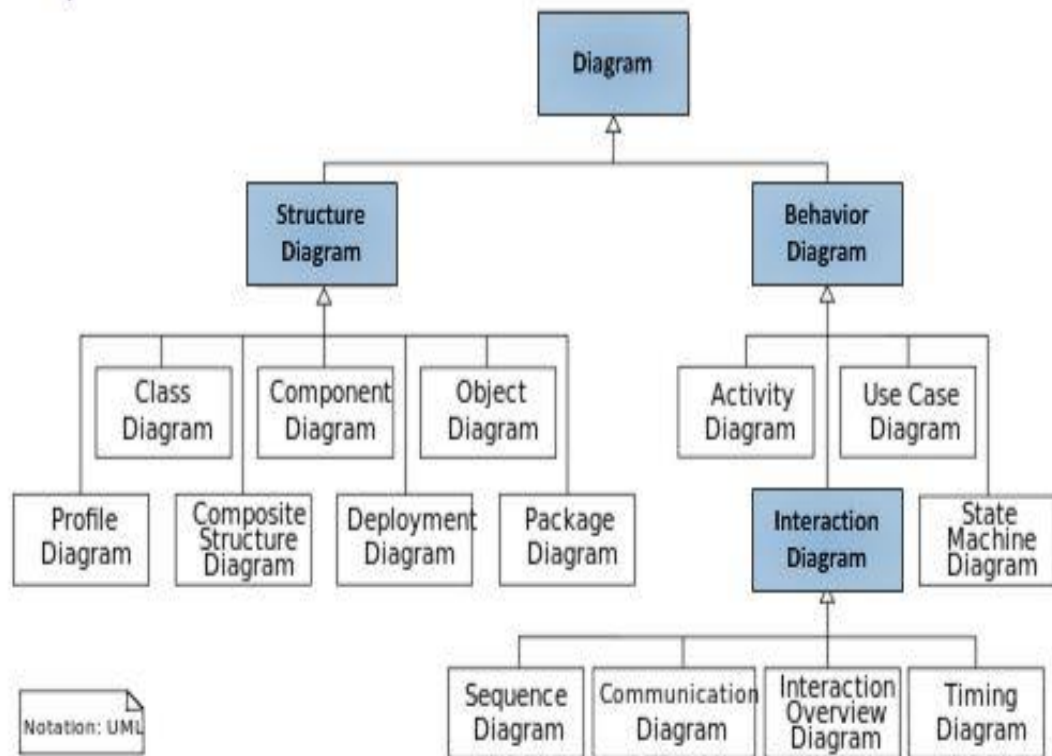 Diagram
Structure
Diagram
Behavior
Diagram
Class
Diagram
Component
Diagram
Object
Diagram
Activity
Diagram
Use Case
Diagram
Profile
Diagram
Composite
Structure
Diagram
Deployment
Diagram
Package
Diagram
Interaction
Diagram
State
Machine
Diagram
Sequence
Diagram
Communication
Diagram
Interaction
Overview
Diagram
Timing
Diagram
Notation: UML